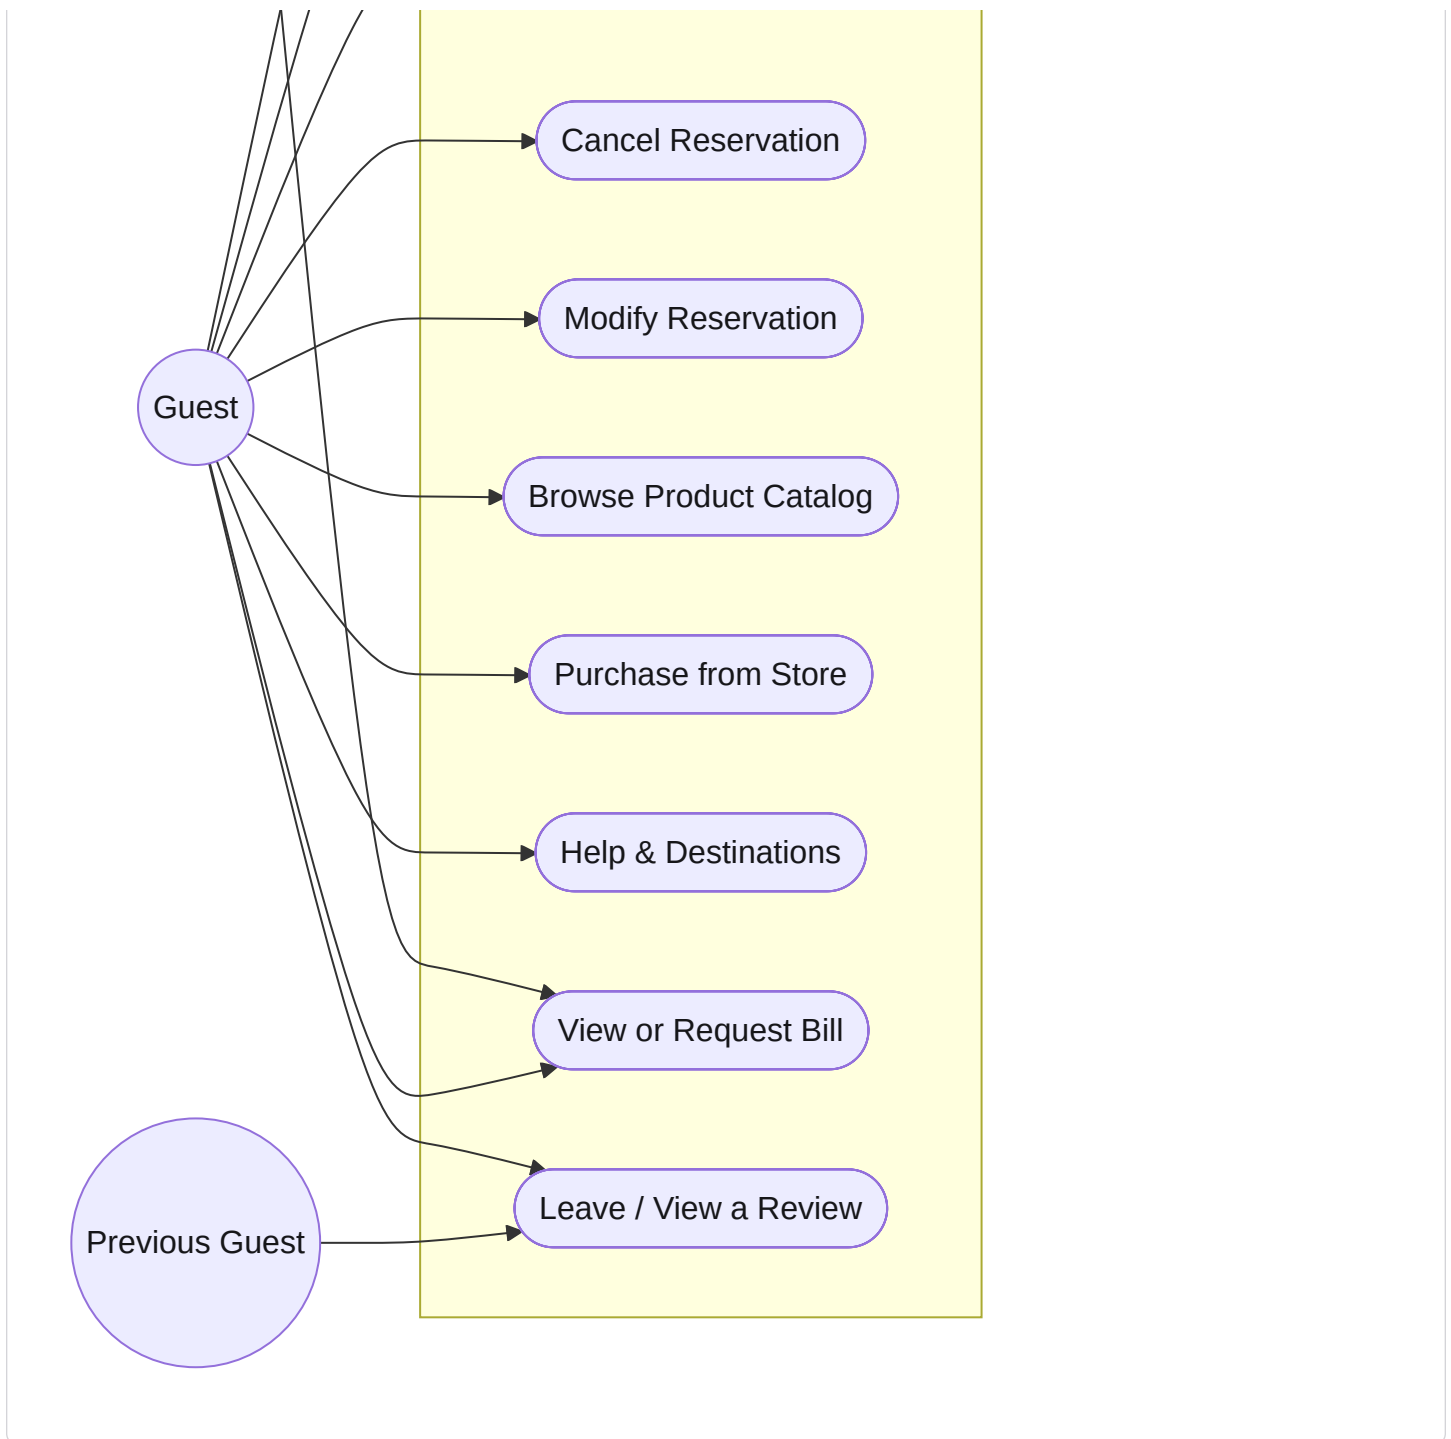 Cancel Reservation
Modify Reservation
Guest
Browse Product Catalog
Purchase from Store
Help & Destinations
View or Request Bill
Leave / View a Review
Previous Guest